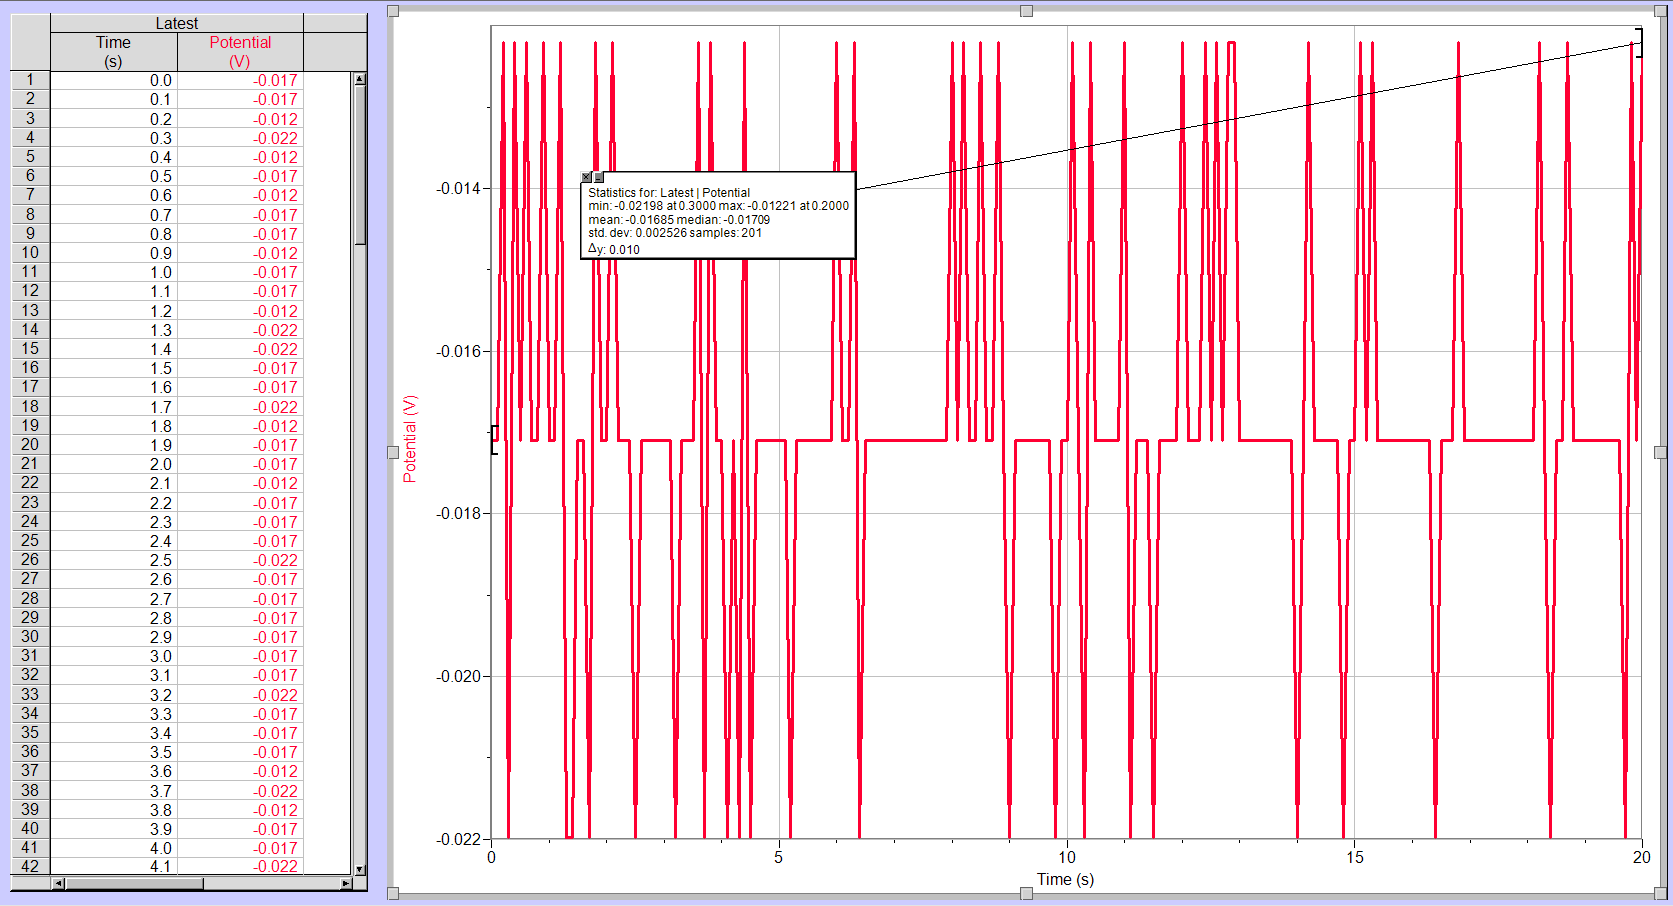 Latest
Time Potential
(s) (V)
1 0.0 -0.017
2 0.1 -0.017
3 0.2 -0.012
4 0.3 -0.022
5 0.4 -0.012
6 0.5 -0.017
7 0.6 -0.012
8 0.7 -0.017
9 0.8 -0.017
10 0.9 -0.012
11 1.0 -0.017
12 1.1 -0.017
13 1.2 -0.012
14 1.3 -0.022
15 1.4 -0.022
16 1.5 -0.017
17 1.6 -0.017
18 1.7 -0.022
19 1.8 -0.012
20 1.9 -0.017
21 2.0 -0.017
22 2.1 -0.012
23 2.2 -0.017
24 2.3 -0.017
25 2.4 -0.017
26 2.5 -0.022
27 2.6 -0.017
28 2.7 -0.017
29 2.8 -0.017
30 2.9 -0.017
31 3.0 -0.017
32 3.1 -0.017
33 3.2 -0.022
34 3.3 -0.017
35 3.4 -0.017
36 3.5 -0.017
37 3.6 -0.012
38 3.7 -0.022
39 3.8 -0.012
40 3.9 -0.017
41 4.0 -0.017
42 4.1 -0.022
Potential (V)
-0.014
-0.016
-0.018
-0.020
-0.022
Statistics for: Latest | Potential
min: -0.02198 at 0.3000 max: -0.01221 at 0.2000
mean: -0.01685 median: -0.01709
std. dev: 0.002526 samples: 201
Δy: 0.010
0 5 10 15 20
Time (s)